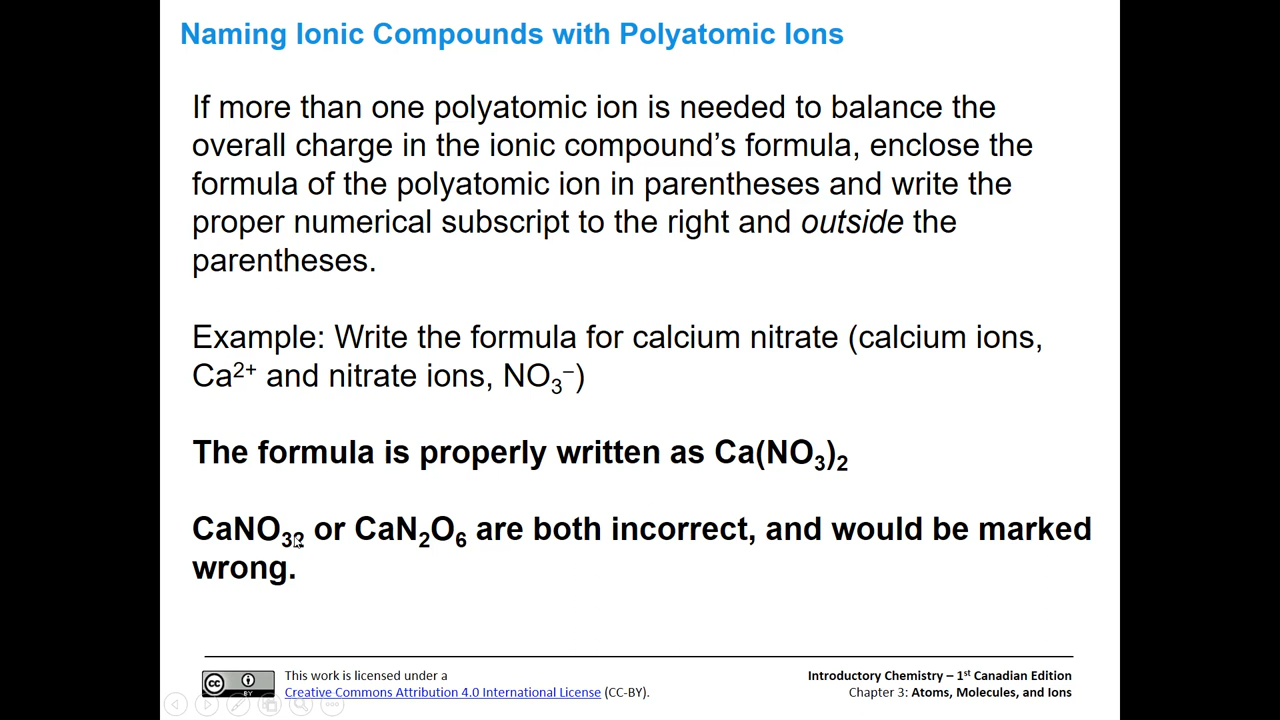 Naming Ionic Compounds with Polyatomic Ions
If more than one polyatomic ion is needed to balance the
overall charge in the ionic compound’s formula, enclose the
formula of the polyatomic ion in parentheses and write the
proper numerical subscript to the right and outside the
parentheses.
Example: Write the formula for calcium nitrate (calcium ions,
Ca²⁺ and nitrate ions, NO₃⁻)
The formula is properly written as Ca(NO₃)₂
CaNO₃₂ or CaN₂O₆ are both incorrect, and would be marked
wrong.
cc BY
This work is licensed under a
Creative Commons Attribution 4.0 International License (CC-BY).
Introductory Chemistry – 1st Canadian Edition
Chapter 3: Atoms, Molecules, and Ions